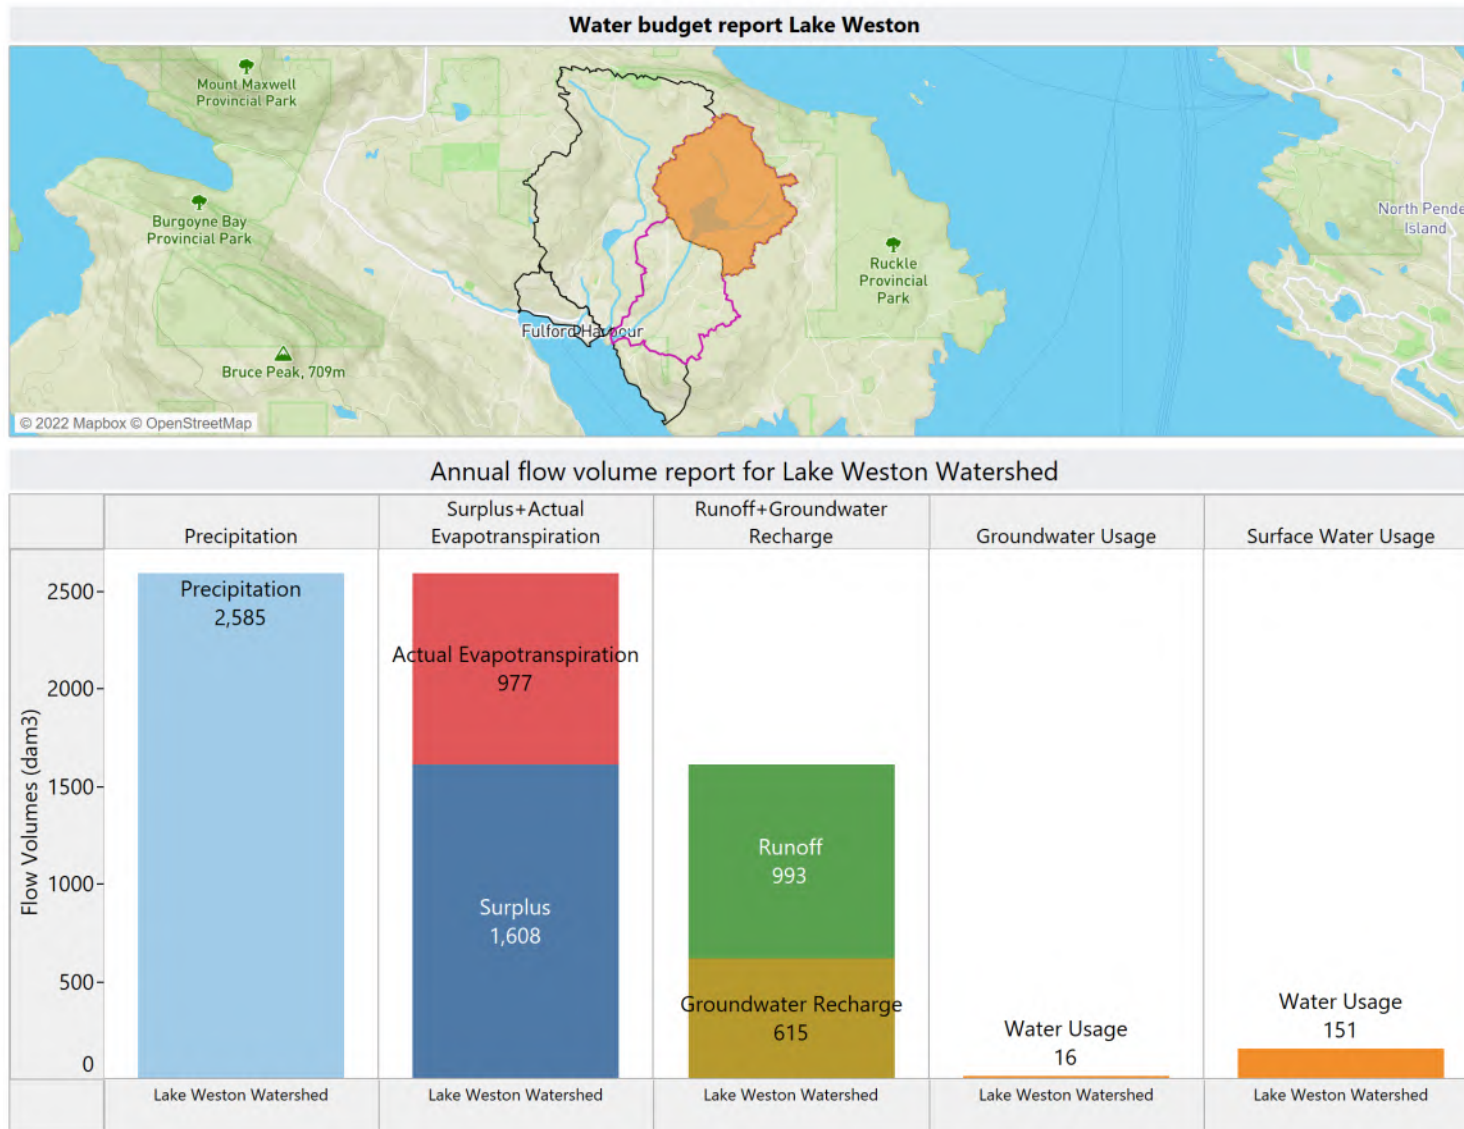 Water budget report Lake Weston
Mount Maxwell
Provincial Park
Burgoyne Bay
Provincial Park
North Pende
Island
Ruckle
Provincial
Park
Fulford Harbour
Bruce Peak, 709m
© 2022 Mapbox © OpenStreetMap
Annual flow volume report for Lake Weston Watershed
Precipitation
Surplus+Actual
Evapotranspiration
Runoff+Groundwater
Recharge
Groundwater Usage
Surface Water Usage
Flow Volumes (dam3)
2500
2000
1500
1000
500
0
Precipitation
2,585
Actual Evapotranspiration
977
Surplus
1,608
Runoff
993
Groundwater Recharge
615
Water Usage
16
Water Usage
151
Lake Weston Watershed
Lake Weston Watershed
Lake Weston Watershed
Lake Weston Watershed
Lake Weston Watershed